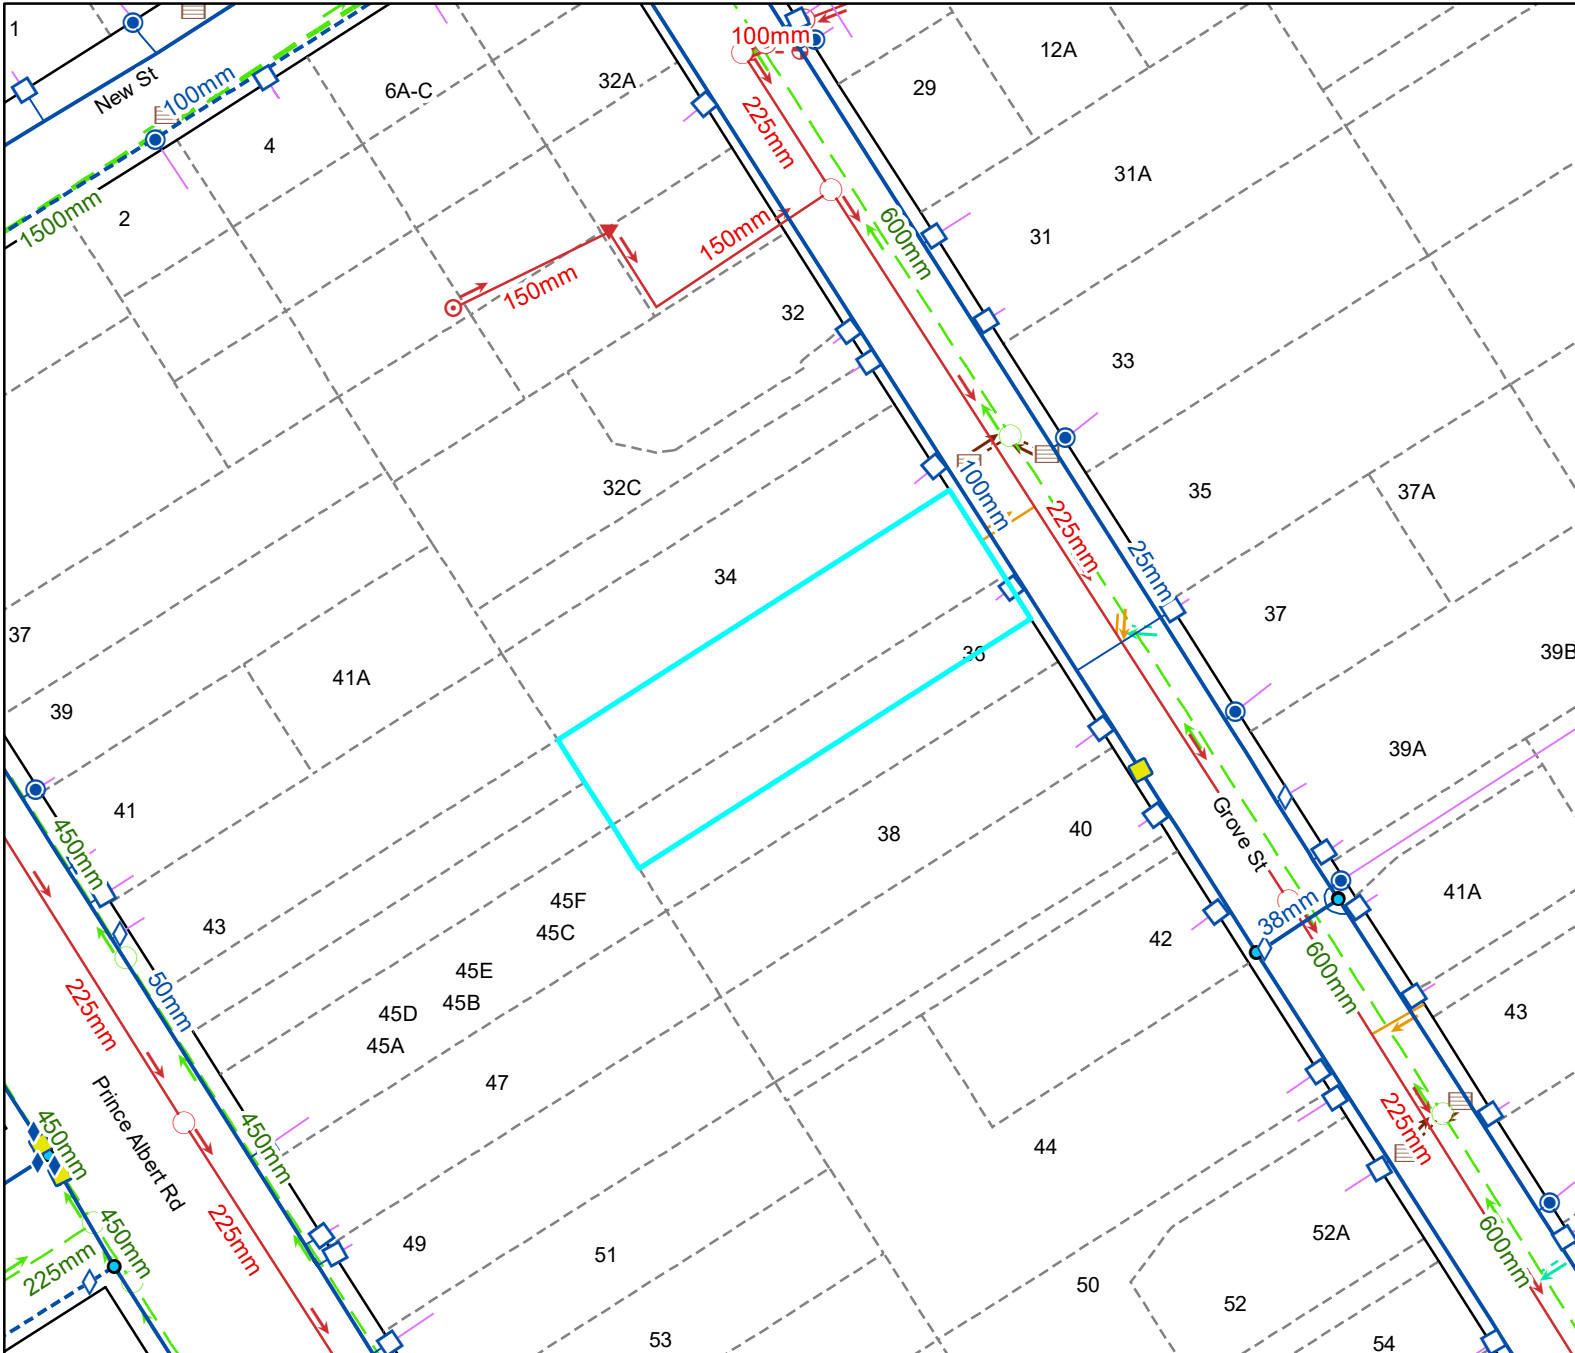 1
New St
100mm
100mm
6A-C
32A
29
12A
4
225mm
31A
2
1500mm
150mm
600mm
31
150mm
32
33
32C
100mm
35
37A
225mm
25mm
34
37
37
36
39B
41A
39
39A
41
450mm
38
40
Grove St
45F
43
45C
42
38mm
41A
45E
45D
45B
50mm
600mm
43
225mm
45A
47
Prince Albert Rd
450mm
450mm
44
225mm
49
51
52A
225mm
225mm
450mm
600mm
50
52
53
54